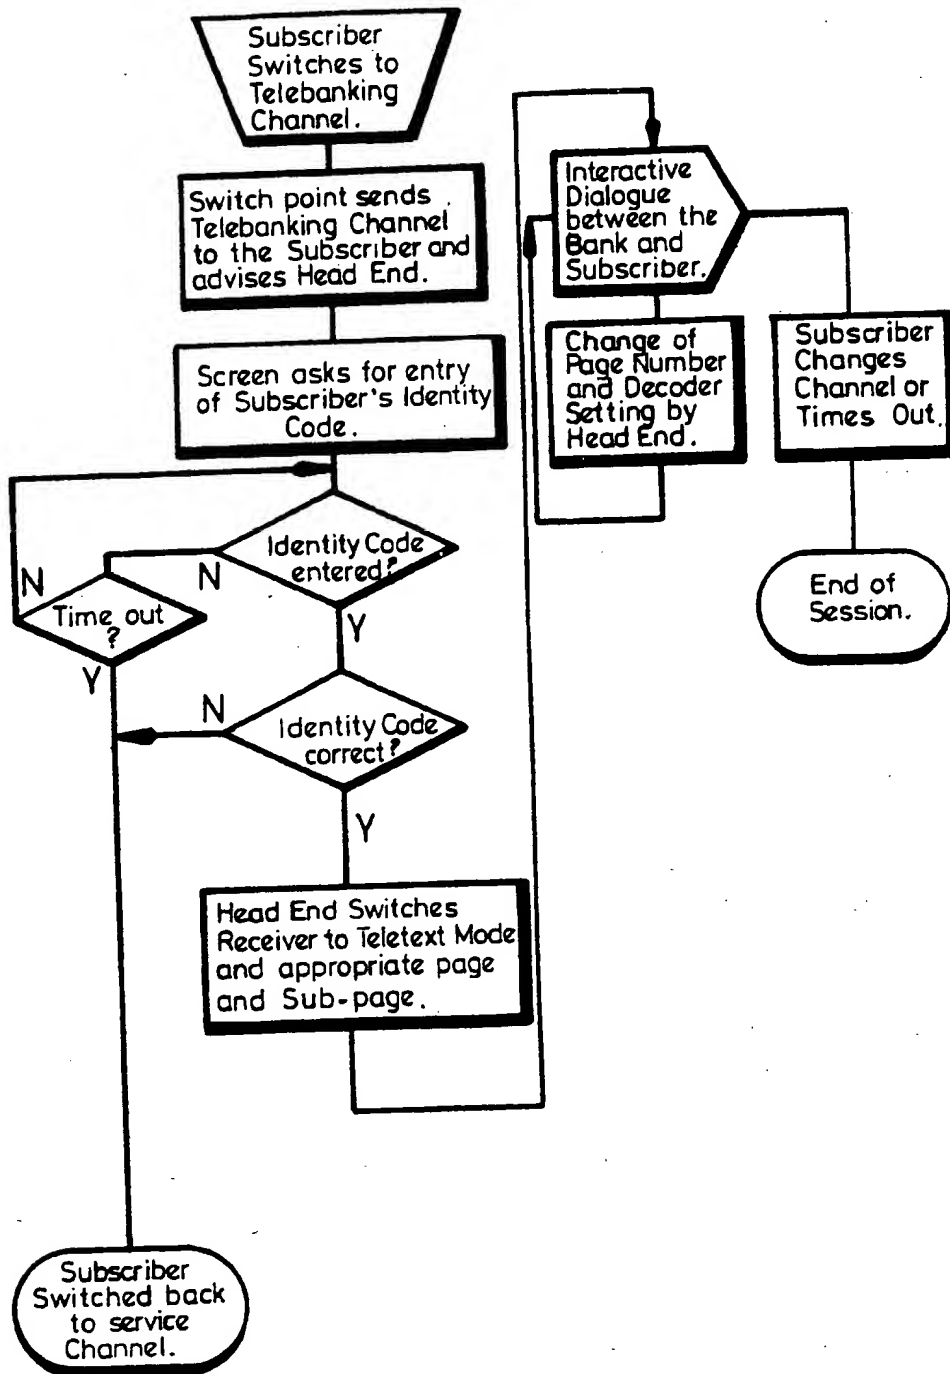 Subscriber
Switches to
Telebanking
Channel.
Switch point sends
Telebanking Channel
to the Subscriber and
advises Head End.
Screen asks for entry
of Subscriber's Identity
Code.
Identity Code
entered?
N
Y
Time out
?
N
Y
Identity Code
correct?
N
Y
Head End Switches
Receiver to Teletext Mode
and appropriate page
and Sub-page.
Subscriber
Switched back
to service
Channel.
Interactive
Dialogue
between the
Bank and
Subscriber.
Change of
Page Number
and Decoder
Setting by
Head End.
Subscriber
Changes
Channel or
Times Out.
End of
Session.